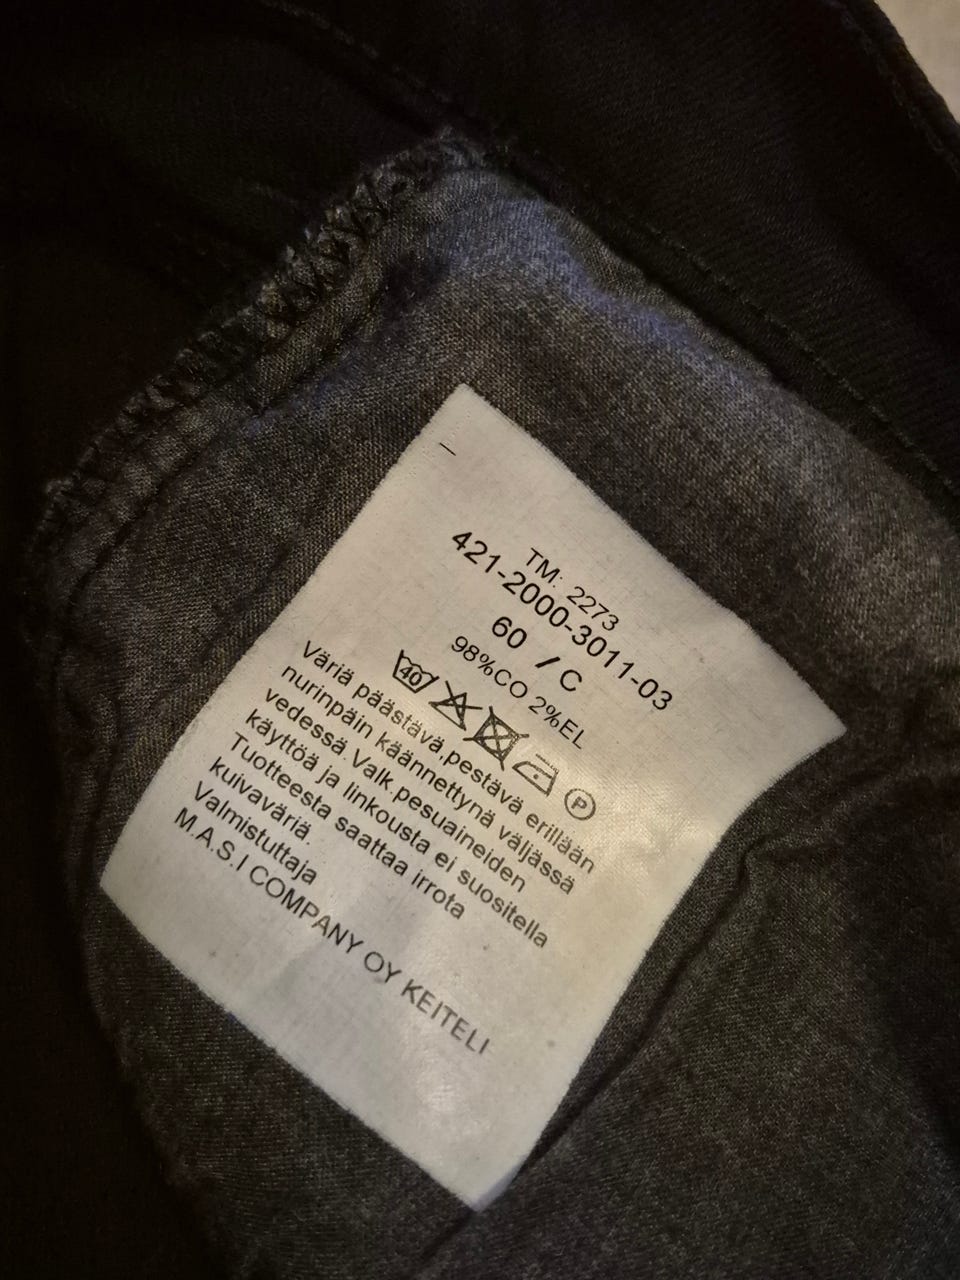 TM: 2273
421-2000-3011-03
60 / C
98%CO 2%EL
40 P
Väriä päästävä,pestävä erillään
nurinpäin käännettynä väljässä
vedessä.Valk.pesuaineiden
käyttöä ja linkousta ei suositella
Tuotteesta saattaa irrota
kuivaväriä.
Valmistuttaja
M.A.S.I COMPANY OY KEITELI